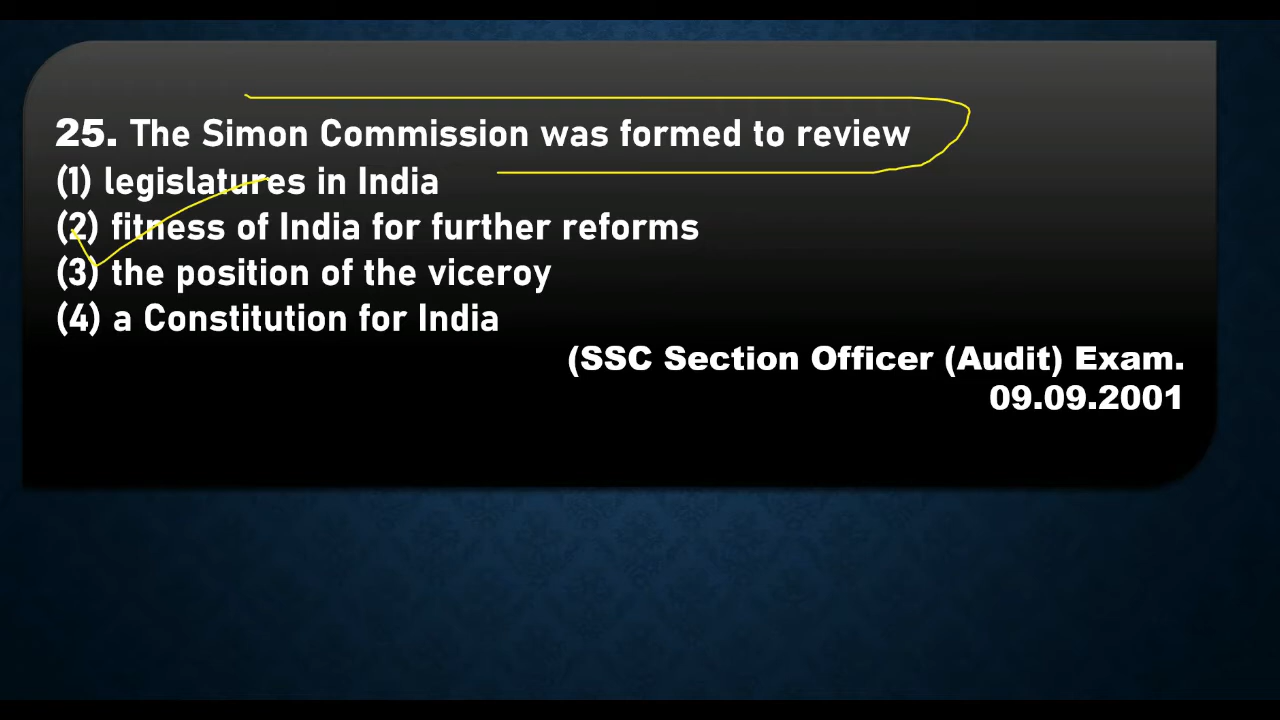 25. The Simon Commission was formed to review
(1) legislatures in India
(2) fitness of India for further reforms
(3) the position of the viceroy
(4) a Constitution for India
(SSC Section Officer (Audit) Exam.
09.09.2001